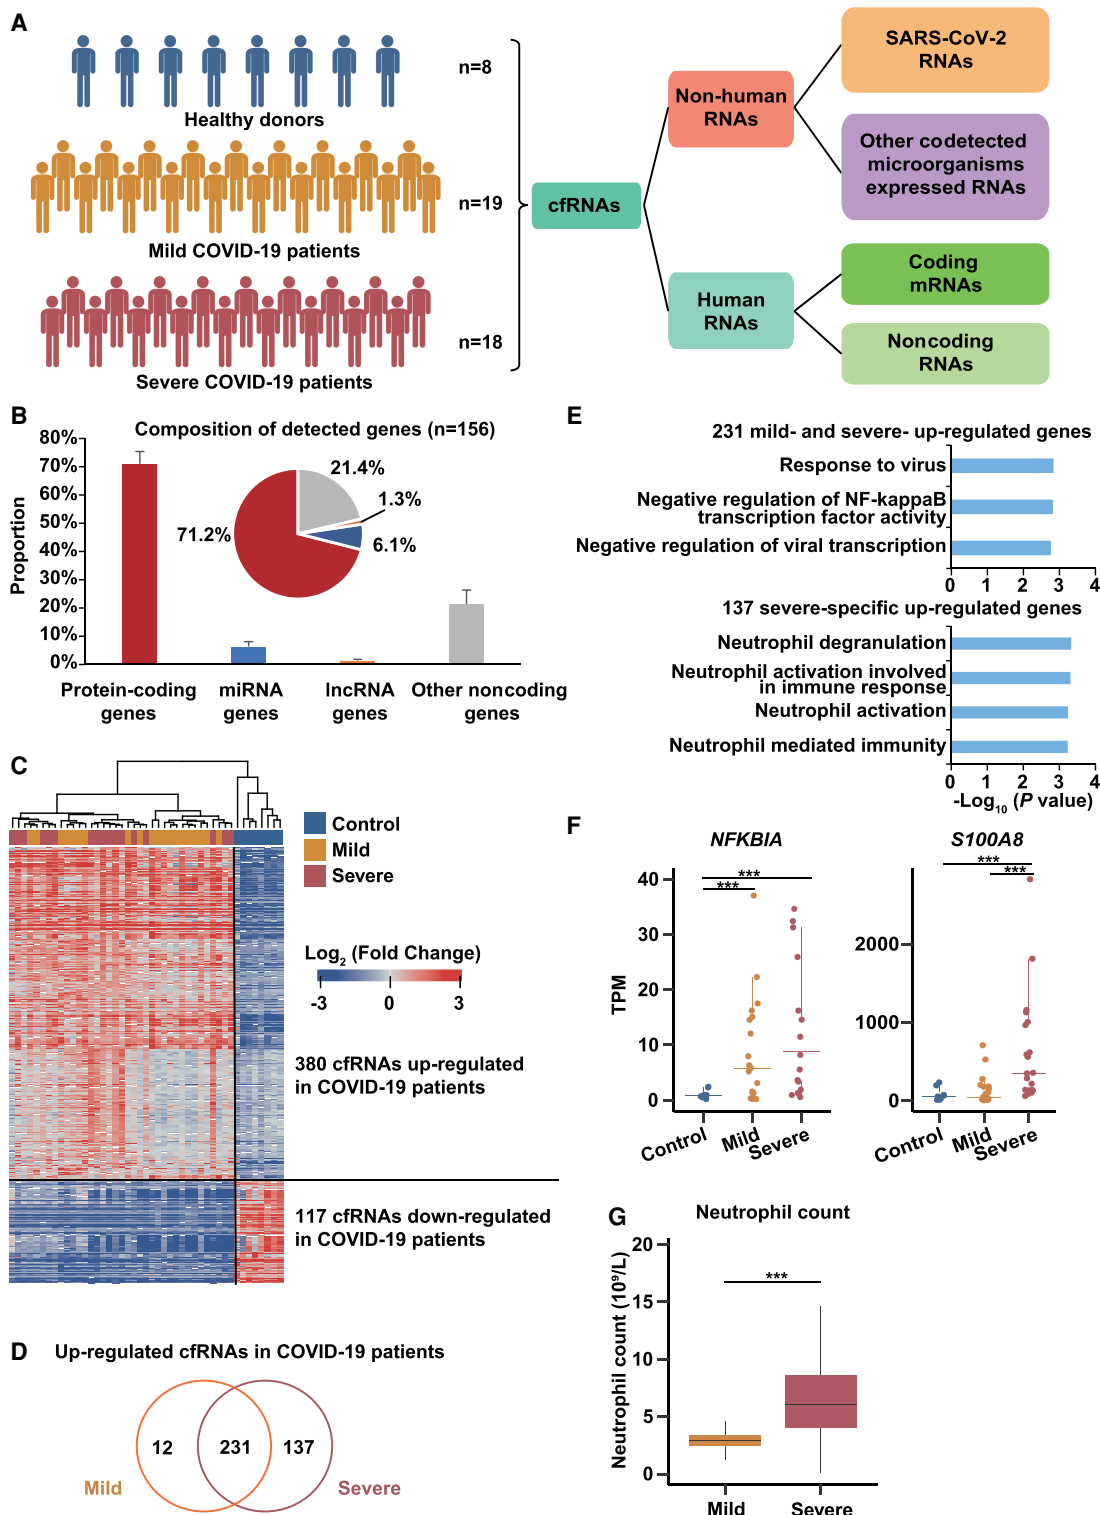 A
n=8
Healthy donors
n=19
Mild COVID-19 patients
n=18
Severe COVID-19 patients
cfRNAs
Non-human
RNAs
Human
RNAs
SARS-CoV-2
RNAs
Other codetected
microorganisms
expressed RNAs
Coding
mRNAs
Noncoding
RNAs
B
Composition of detected genes (n=156)
Proportion
80%
70%
60%
50%
40%
30%
20%
10%
0%
21.4%
1.3%
6.1%
71.2%
Protein-coding
genes
miRNA
genes
lncRNA
genes
Other noncoding
genes
C
Control
Mild
Severe
Log2 (Fold Change)
-3 0 3
380 cfRNAs up-regulated
in COVID-19 patients
117 cfRNAs down-regulated
in COVID-19 patients
D
Up-regulated cfRNAs in COVID-19 patients
12 231 137
Mild
Severe
E
231 mild- and severe- up-regulated genes
Response to virus
Negative regulation of NF-kappaB
transcription factor activity
Negative regulation of viral transcription
0 1 2 3 4
137 severe-specific up-regulated genes
Neutrophil degranulation
Neutrophil activation involved
in immune response
Neutrophil activation
Neutrophil mediated immunity
0 1 2 3 4
-Log10 (P value)
F
NFKBIA
***
***
TPM
40
30
20
10
0
Control
Mild
Severe
S100A8
***
***
2000
1000
0
Control
Mild
Severe
G
Neutrophil count
***
Neutrophil count (10⁹/L)
20
15
10
5
0
Mild
Severe